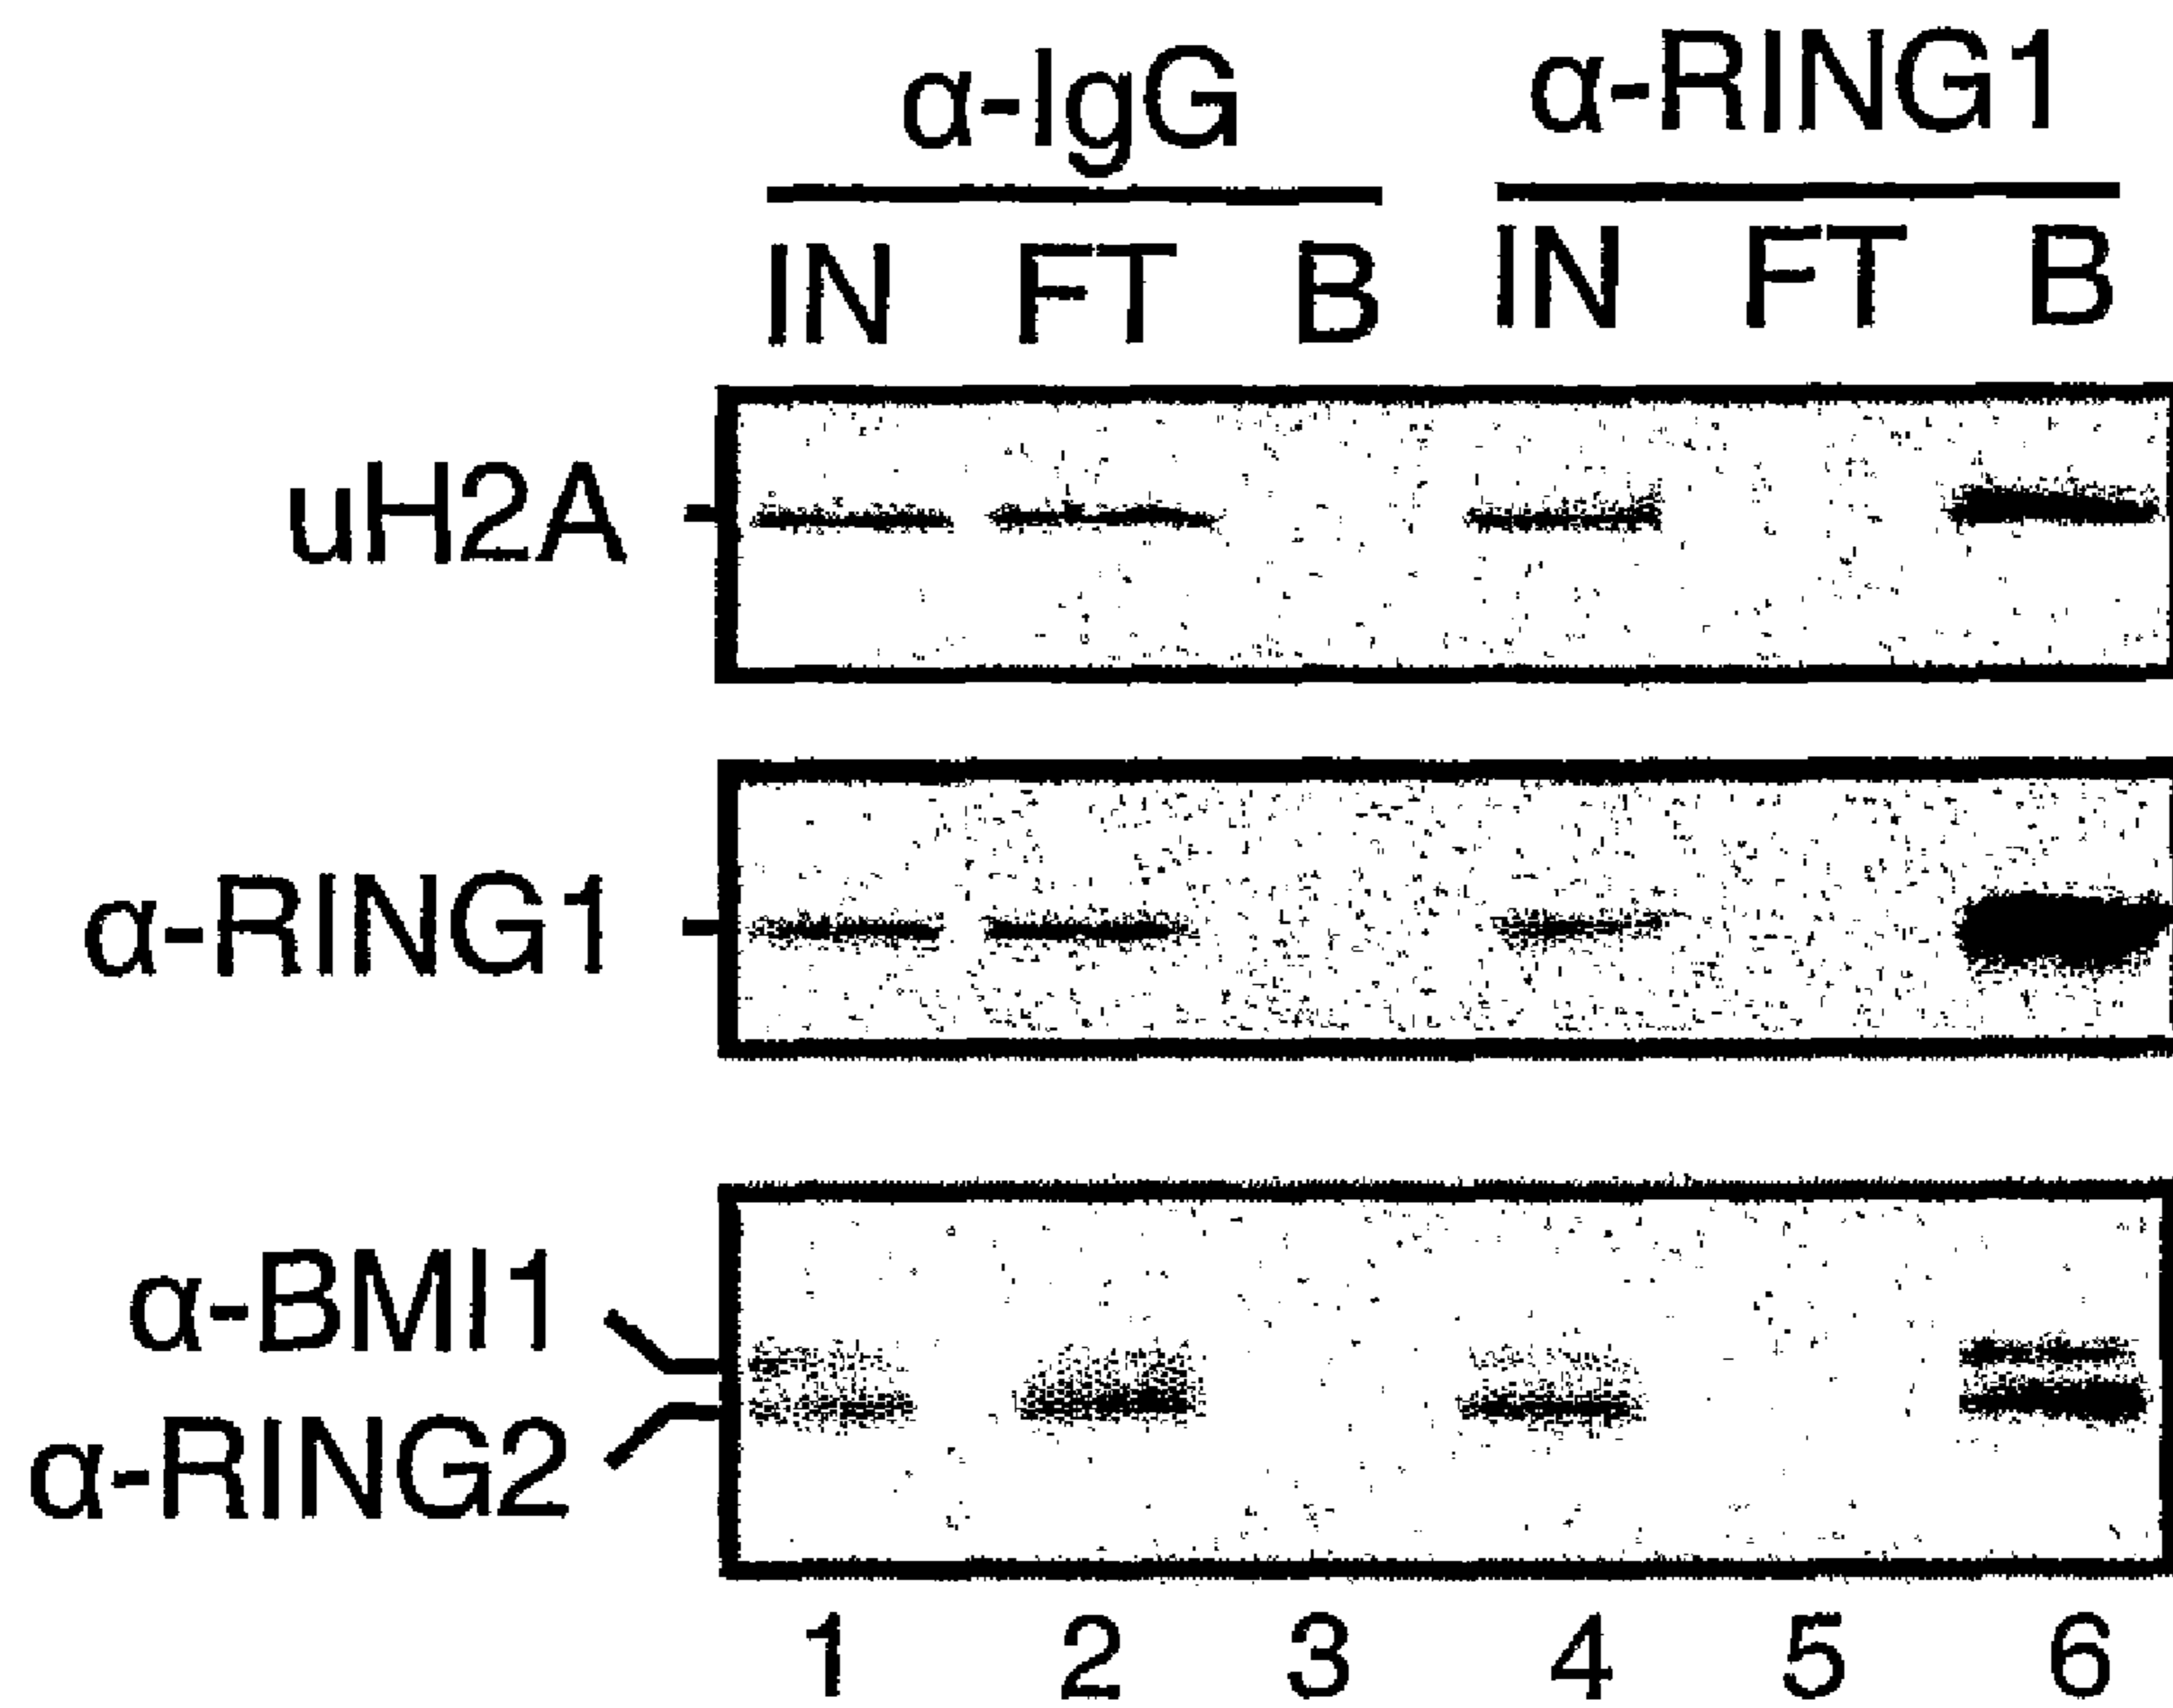 α-IgG α-RING1
IN FT B IN FT B
uH2A
α-RING1
α-BMI1
α-RING2
1 2 3 4 5 6